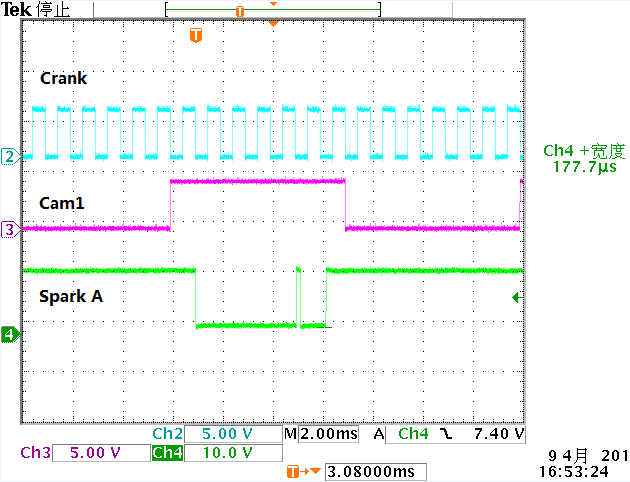 Tek 停止
T
T
Crank
2
Ch4 +宽度
177.7μs
Cam1
3
Spark A
4
Ch2 5.00 V M 2.00ms A Ch4 7.40 V
Ch3 5.00 V Ch4 10.0 V
9 4月 201
T 3.08000ms 16:53:24